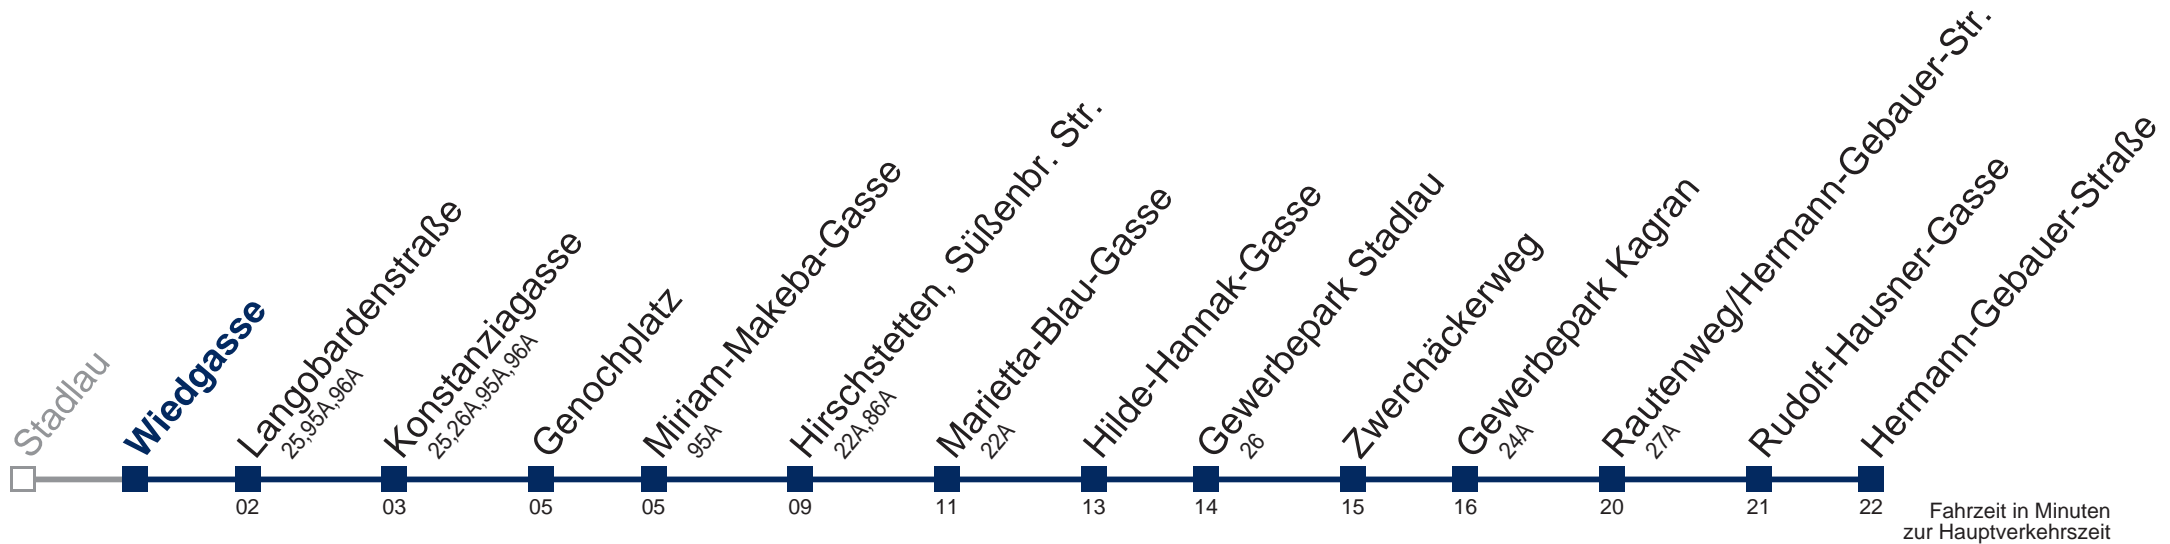 Stadlau
Wiedgasse
Langobardenstraße
25,95A,96A
02
Konstanziagasse
25,26A,95A,96A
03
Genochplatz
05
Miriam-Makeba-Gasse
95A
05
Hirschstetten, Süßenbr. Str.
22A,86A
09
Marietta-Blau-Gasse
22A
11
Hilde-Hannak-Gasse
13
Gewerbepark Stadlau
26
14
Zwerchäckerweg
15
Gewerbepark Kagran
24A
16
Rautenweg/Hermann-Gebauer-Str.
27A
20
Rudolf-Hausner-Gasse
21
Hermann-Gebauer-Straße
22
Fahrzeit in Minuten
zur Hauptverkehrszeit